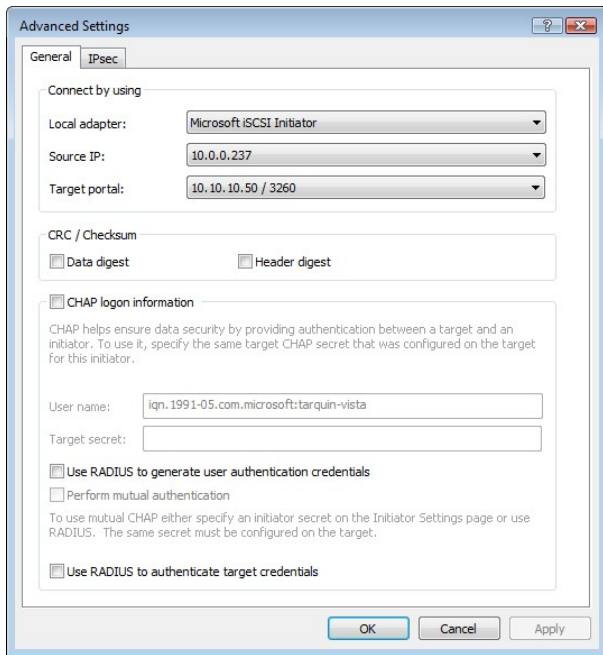 Advanced Settings
General IPsec
Connect by using
Local adapter: Microsoft iSCSI Initiator
Source IP: 10.0.0.237
Target portal: 10.10.10.50 / 3260
CRC / Checksum
Data digest Header digest
CHAP logon information
CHAP helps ensure data security by providing authentication between a target and an
initiator. To use it, specify the same target CHAP secret that was configured on the target
for this initiator.
User name: iqn.1991-05.com.microsoft:tarquin-vista
Target secret:
Use RADIUS to generate user authentication credentials
Perform mutual authentication
To use mutual CHAP either specify an initiator secret on the Initiator Settings page or use
RADIUS. The same secret must be configured on the target.
Use RADIUS to authenticate target credentials
OK Cancel Apply